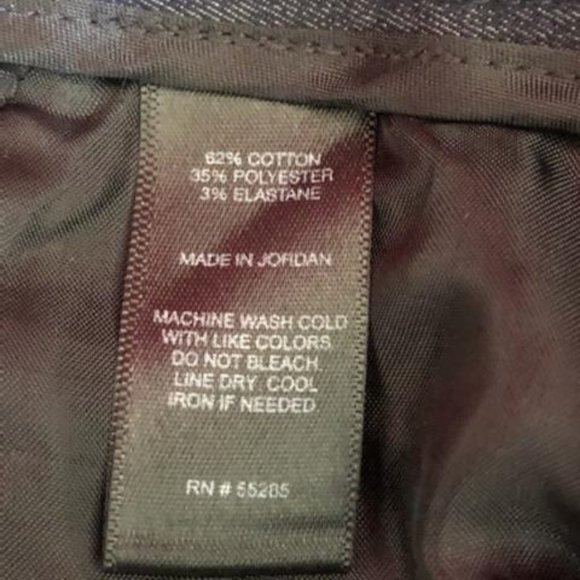 62% COTTON
35% POLYESTER
3% ELASTANE
MADE IN JORDAN
MACHINE WASH COLD
WITH LIKE COLORS
DO NOT BLEACH.
LINE DRY. COOL
IRON IF NEEDED
RN # 55285